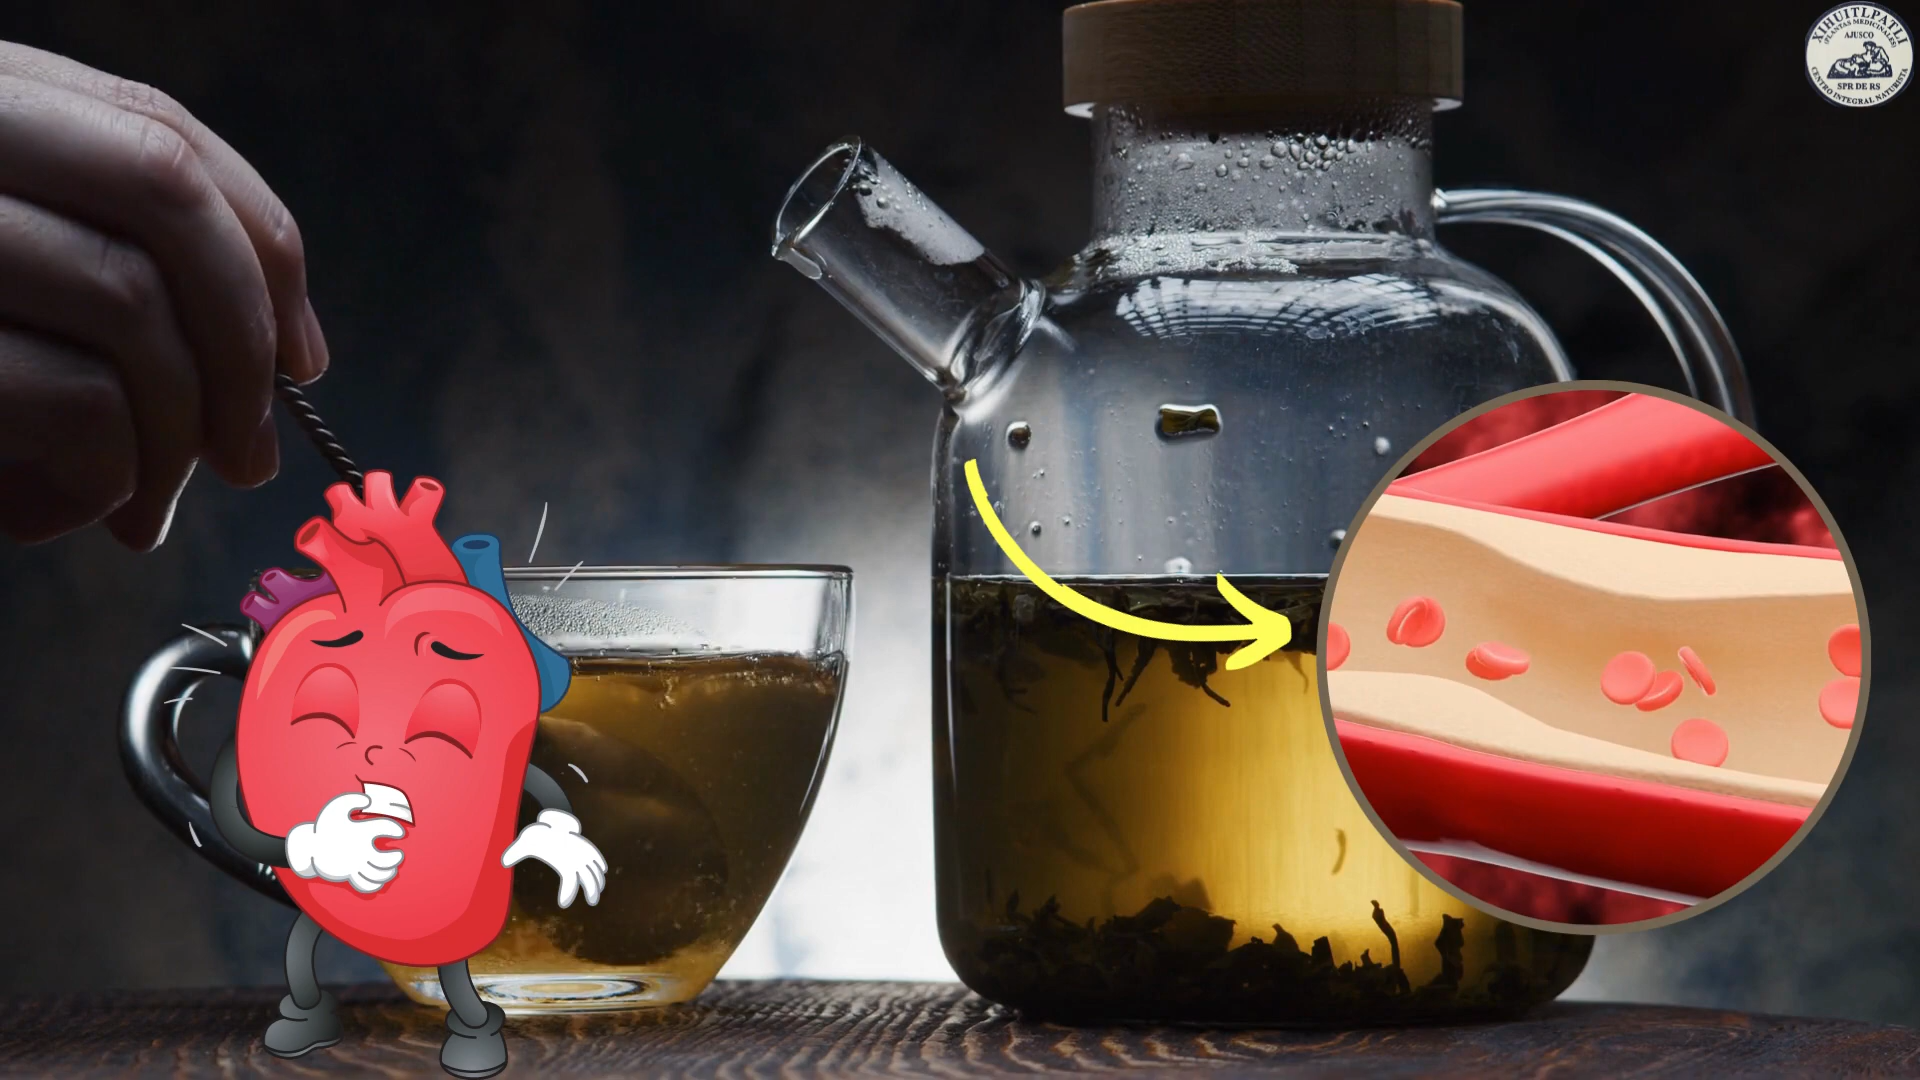 XIHUITLPATLI
(PLANTAS MEDICINALES)
AJUSCO
SPR DE RS
CENTRO INTEGRAL NATURISTA